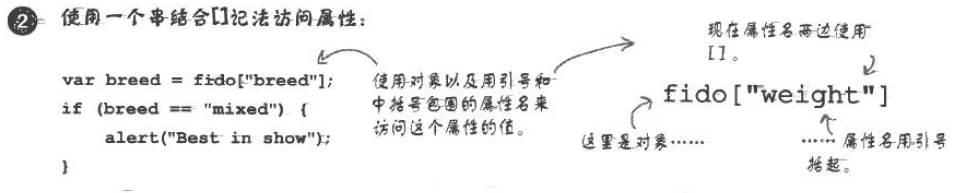 2 使用一个串结合[]记法访问属性：
var breed = fido["breed"];
if (breed == "mixed") {
    alert("Best in show");
}
使用对象以及用引号和
中括号包围的属性名来
访问这个属性的值。
现在属性名两边使用
[]。
fido["weight"]
这里是对象……
…… 属性名用引号
括起。